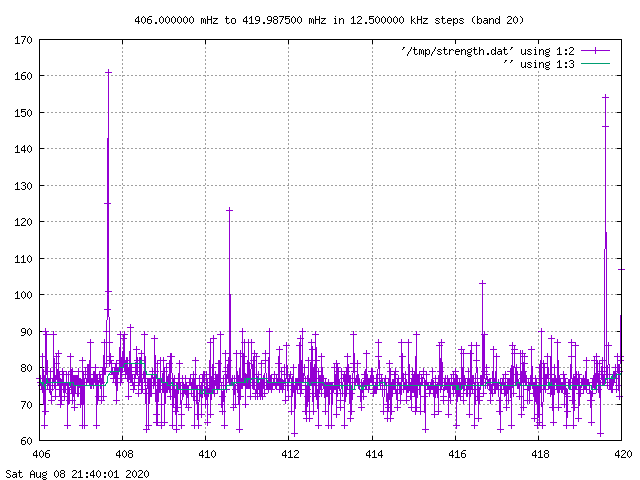 406.000000 mHz to 419.987500 mHz in 12.500000 kHz steps (band 20)
'/tmp/strength.dat' using 1:2
'' using 1:3
170
160
150
140
130
120
110
100
90
80
70
60
406 408 410 412 414 416 418 420
Sat Aug 08 21:40:01 2020